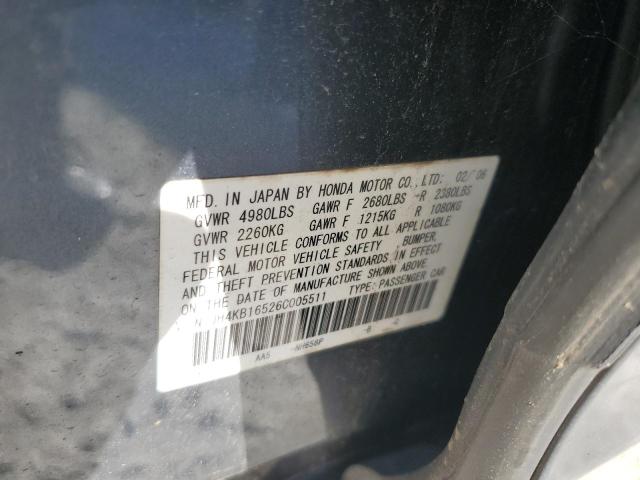 MFD. IN JAPAN BY HONDA MOTOR CO., LTD: 02/06
GVWR 4980LBS GAWR F 2680LBS -R 2380LBS
GVWR 2260KG GAWR F 1215KG R 1080KG
THIS VEHICLE CONFORMS TO ALL APPLICABLE
FEDERAL MOTOR VEHICLE SAFETY , BUMPER,
AND THEFT PREVENTION STANDARDS IN EFFECT
ON THE DATE OF MANUFACTURE SHOWN ABOVE.
JH4KB16526C005511 TYPE: PASSENGER CAR
AA5 -NH658P -B -2